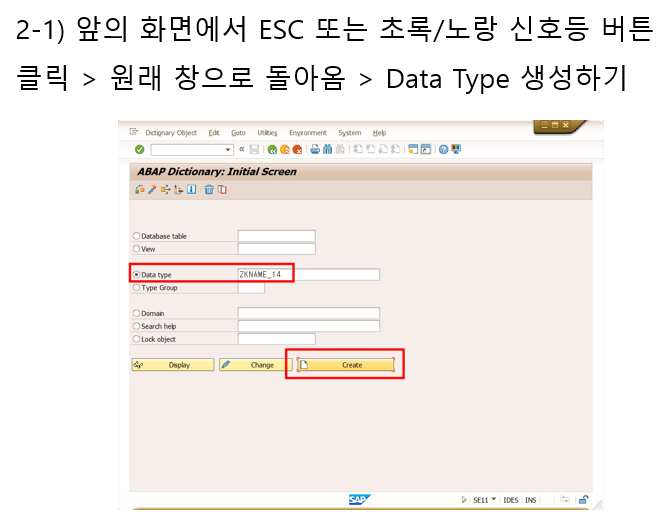 2-1) 앞의 화면에서 ESC 또는 초록/노랑 신호등 버튼
클릭 > 원래 창으로 돌아옴 > Data Type 생성하기
Dictionary Object Edit Goto Utilities Environment System Help
ABAP Dictionary: Initial Screen
Database table
View
Data type ZKNAME_14
Type Group
Domain
Search help
Lock object
Display Change Create
SAP SE11 IDES INS